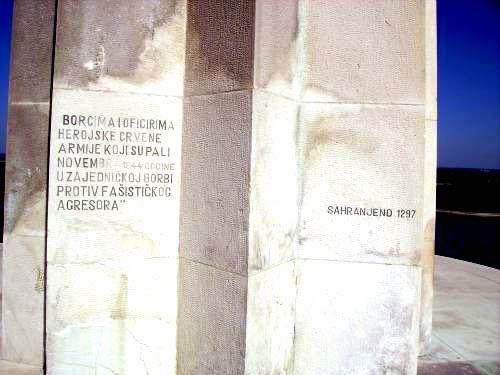 BORCIMA I OFICIRIMA
HEROJSKE CRVENE
ARMIJE KOJI SU PALI
NOVEMBRA 1944 GODINE
U ZAJEDNIČKOJ BORBI
PROTIV FAŠISTIČKOG
AGRESORA"
SAHRANJENO 1297